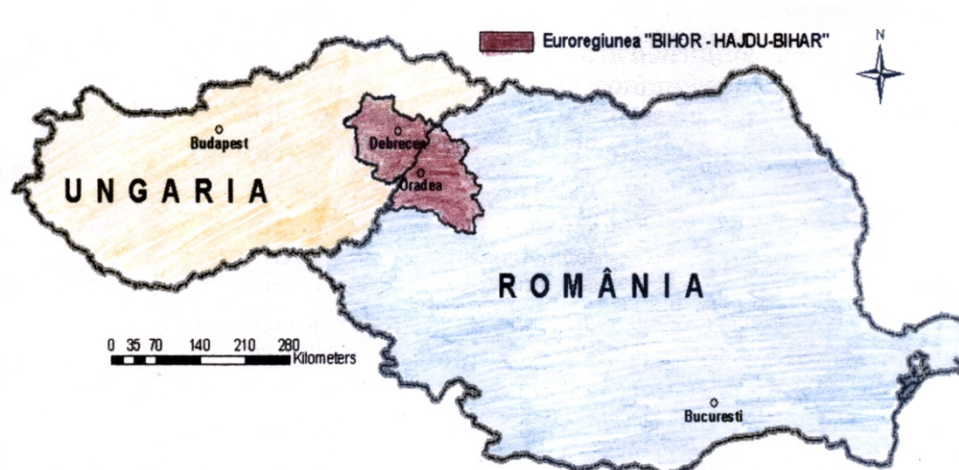 Euroregiunea "BIHOR - HAJDU-BIHAR"
N
Budapest
Debrecen
Oradea
UNGARIA
ROMÂNIA
0 35 70 140 210 280
Kilometers
Bucuresti